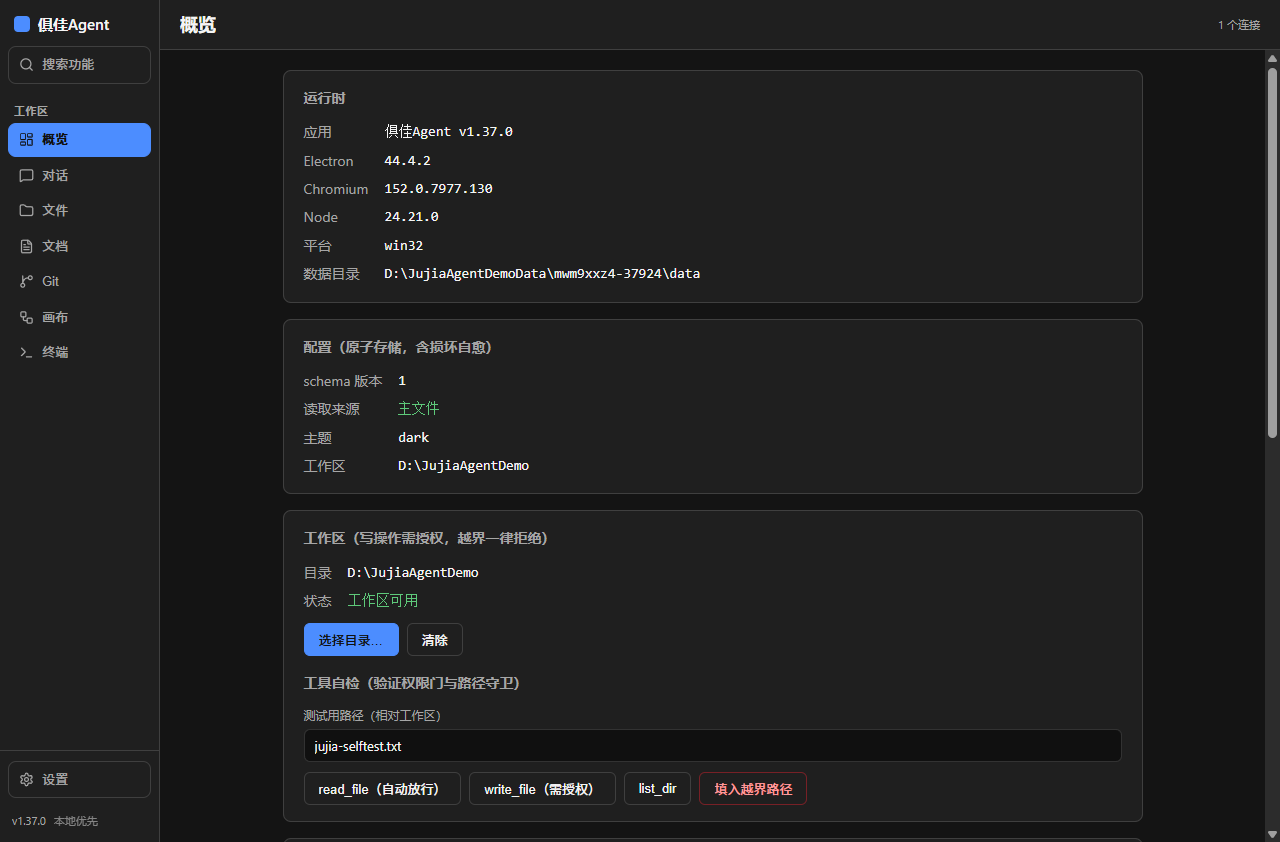 俱佳Agent
搜索功能
工作区
概览
对话
文件
文档
Git
画布
终端
设置
v1.37.0 本地优先
概览
1 个连接
运行时
应用 俱佳Agent v1.37.0
Electron 44.4.2
Chromium 152.0.7977.130
Node 24.21.0
平台 win32
数据目录 D:\JujiaAgentDemoData\mwm9xxz4-37924\data
配置（原子存储，含损坏自愈）
schema 版本 1
读取来源 主文件
主题 dark
工作区 D:\JujiaAgentDemo
工作区（写操作需授权，越界一律拒绝）
目录 D:\JujiaAgentDemo
状态 工作区可用
选择目录... 清除
工具自检（验证权限门与路径守卫）
测试用路径（相对工作区）
jujia-selftest.txt
read_file（自动放行） write_file（需授权） list_dir 填入越界路径